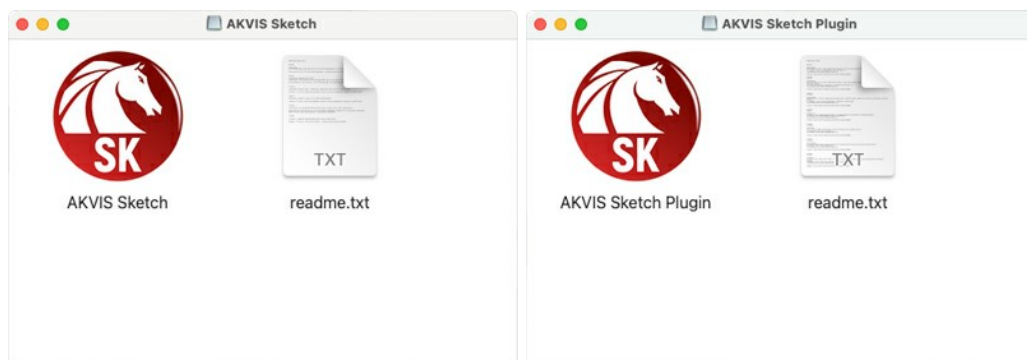 AKVIS Sketch
SK
TXT
AKVIS Sketch
readme.txt
AKVIS Sketch Plugin
SK
TXT
AKVIS Sketch Plugin
readme.txt